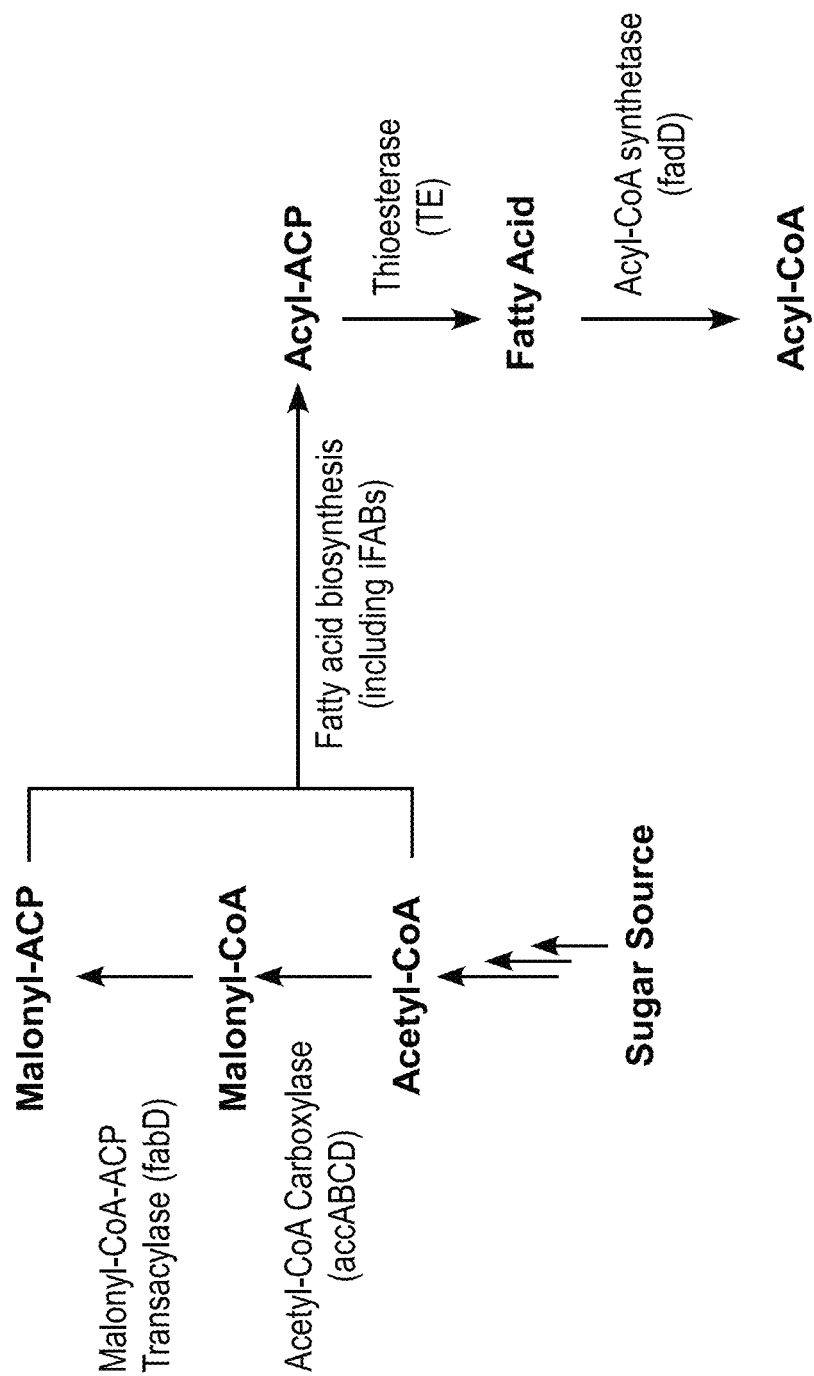 Malonyl-CoA-ACP
Transacylase (fabD)
Malonyl-ACP
Acetyl-CoA Carboxylase
(accABCD)
Malonyl-CoA
Acetyl-CoA
Sugar Source
Fatty acid biosynthesis
(including iFABs)
Acyl-ACP
Thioesterase
(TE)
Fatty Acid
Acyl-CoA synthetase
(fadD)
Acyl-CoA